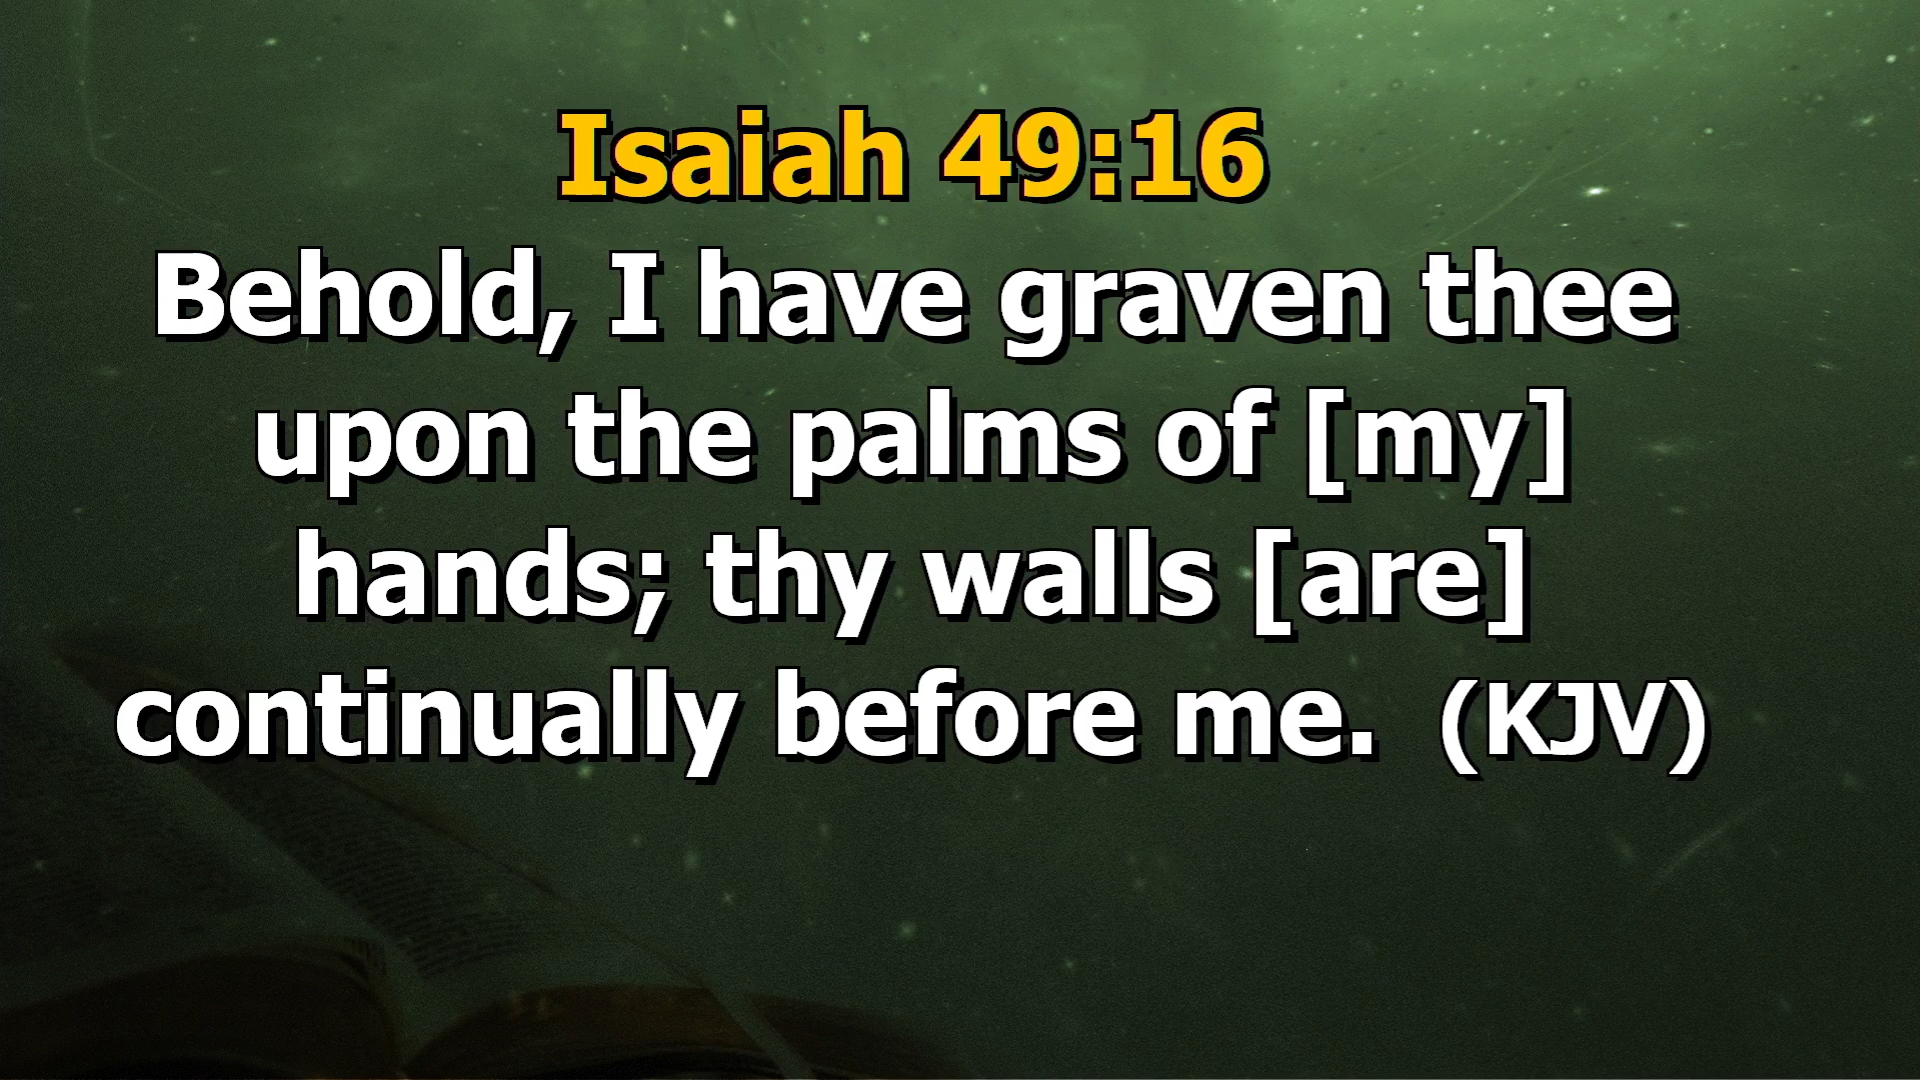 Isaiah 49:16
Behold, I have graven thee
upon the palms of [my]
hands; thy walls [are]
continually before me.  (KJV)